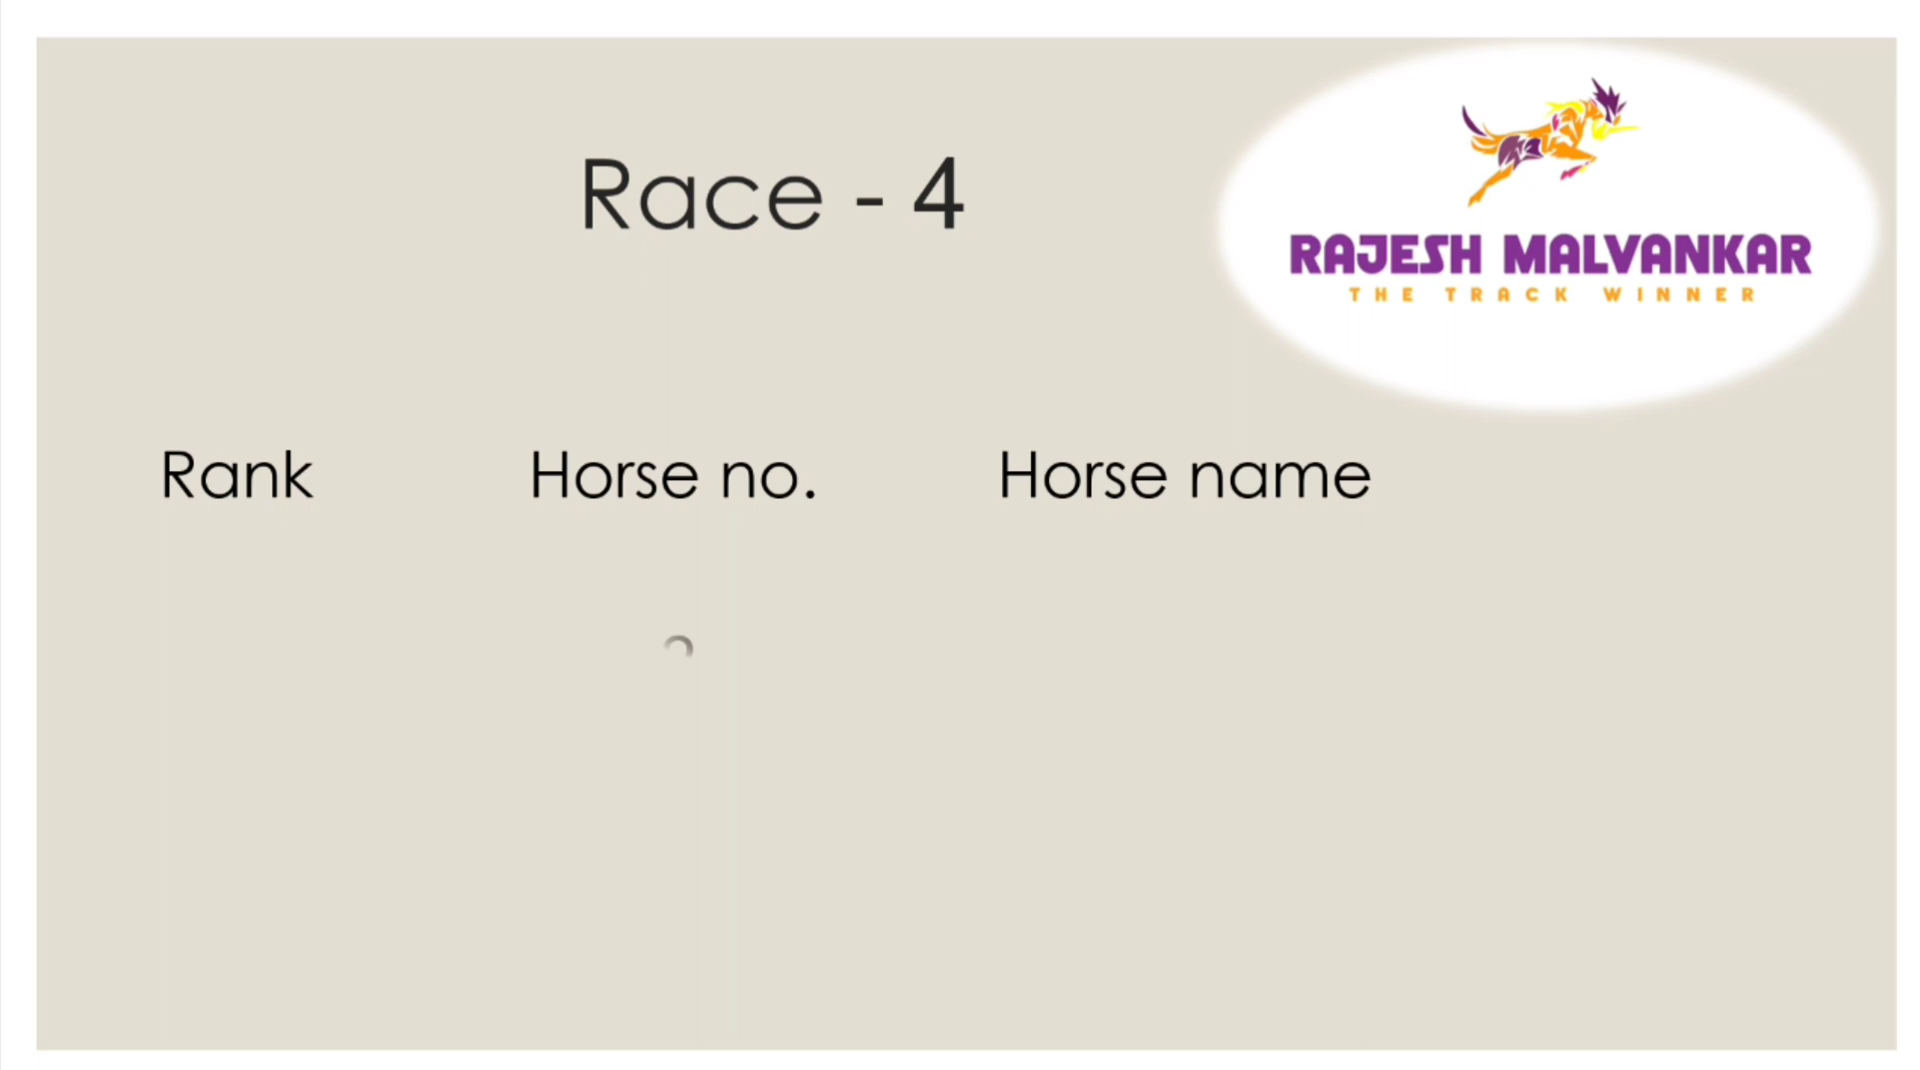 Race - 4
RAJESH MALVANKAR
THE TRACK WINNER
Rank Horse no. Horse name